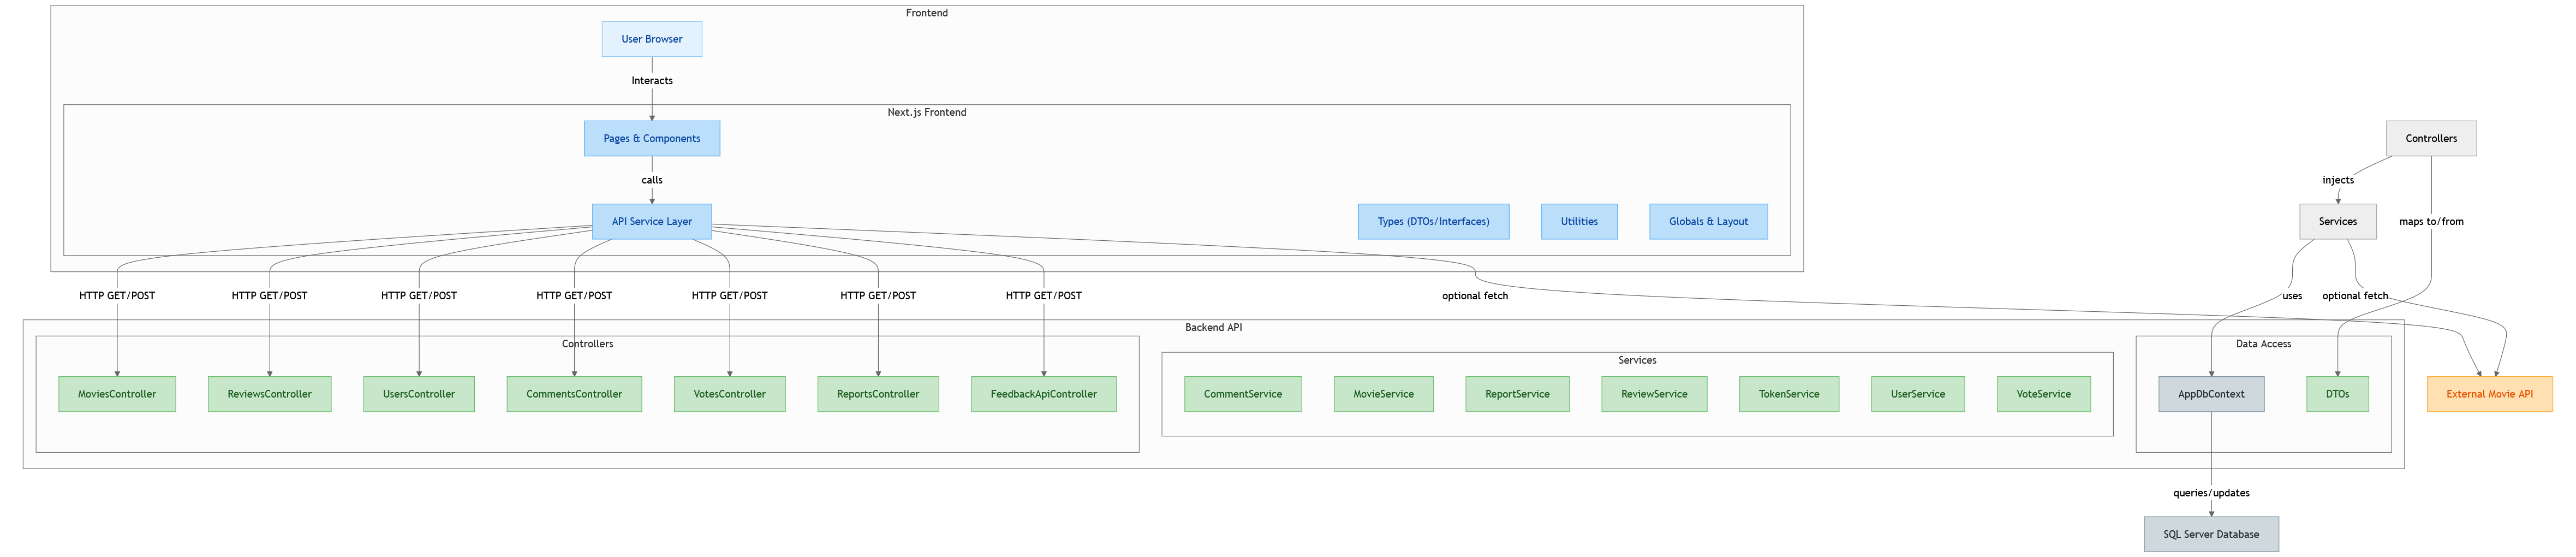 Frontend
User Browser
Interacts
Next.js Frontend
Pages & Components
Controllers
calls
injects
API Service Layer
Types (DTOs/Interfaces)
Utilities
Globals & Layout
Services
maps to/from
HTTP GET/POST
HTTP GET/POST
HTTP GET/POST
HTTP GET/POST
HTTP GET/POST
HTTP GET/POST
HTTP GET/POST
optional fetch
uses
optional fetch
Backend API
Controllers
Services
Data Access
MoviesController
ReviewsController
UsersController
CommentsController
VotesController
ReportsController
FeedbackApiController
CommentService
MovieService
ReportService
ReviewService
TokenService
UserService
VoteService
AppDbContext
DTOs
External Movie API
queries/updates
SQL Server Database